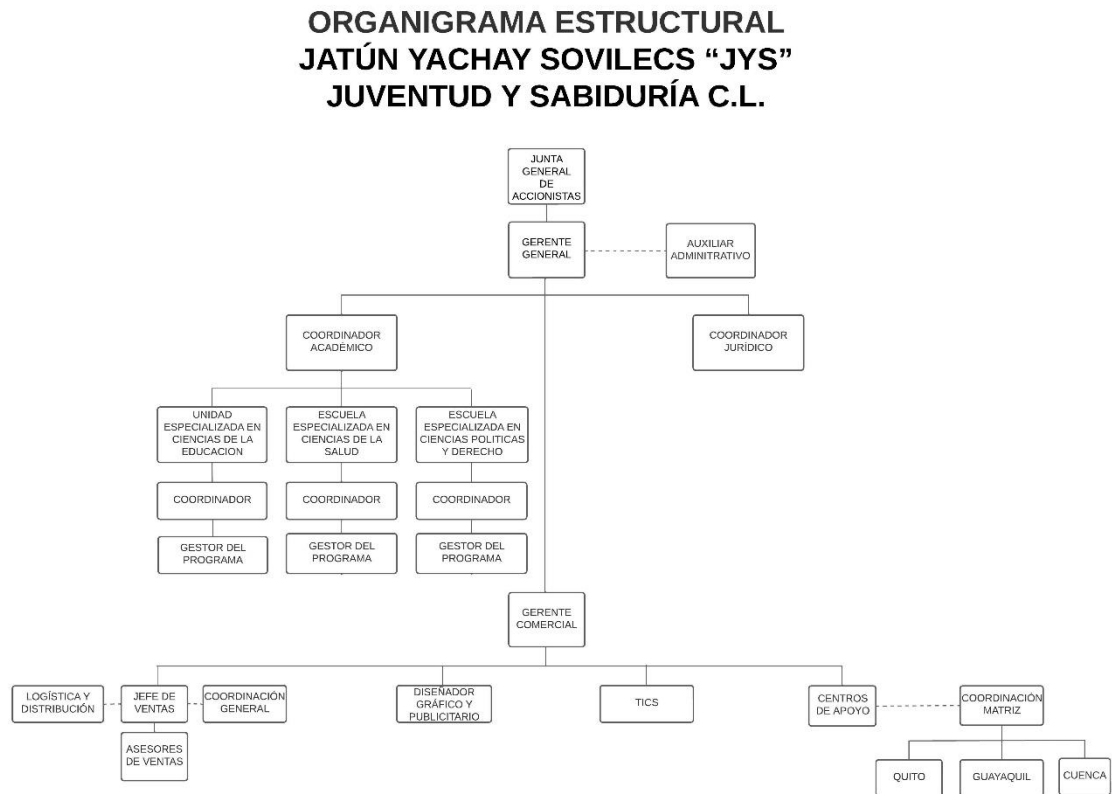 ORGANIGRAMA ESTRUCTURAL
JATÚN YACHAY SOVILECS “JYS”
JUVENTUD Y SABIDURÍA C.L.
JUNTA
GENERAL
DE
ACCIONISTAS
GERENTE
GENERAL
AUXILIAR
ADMINITRATIVO
COORDINADOR
ACADÉMICO
COORDINADOR
JURÍDICO
UNIDAD
ESPECIALIZADA EN
CIENCIAS DE LA
EDUCACION
ESCUELA
ESPECIALIZADA EN
CIENCIAS DE LA
SALUD
ESCUELA
ESPECIALIZADA EN
CIENCIAS POLITICAS
Y DERECHO
COORDINADOR
COORDINADOR
COORDINADOR
GESTOR DEL
PROGRAMA
GESTOR DEL
PROGRAMA
GESTOR DEL
PROGRAMA
GERENTE
COMERCIAL
LOGÍSTICA Y
DISTRIBUCIÓN
JEFE DE
VENTAS
COORDINACIÓN
GENERAL
DISEÑADOR
GRÁFICO Y
PUBLICITARIO
TICS
CENTROS
DE APOYO
COORDINACIÓN
MATRIZ
ASESORES
DE VENTAS
QUITO
GUAYAQUIL
CUENCA